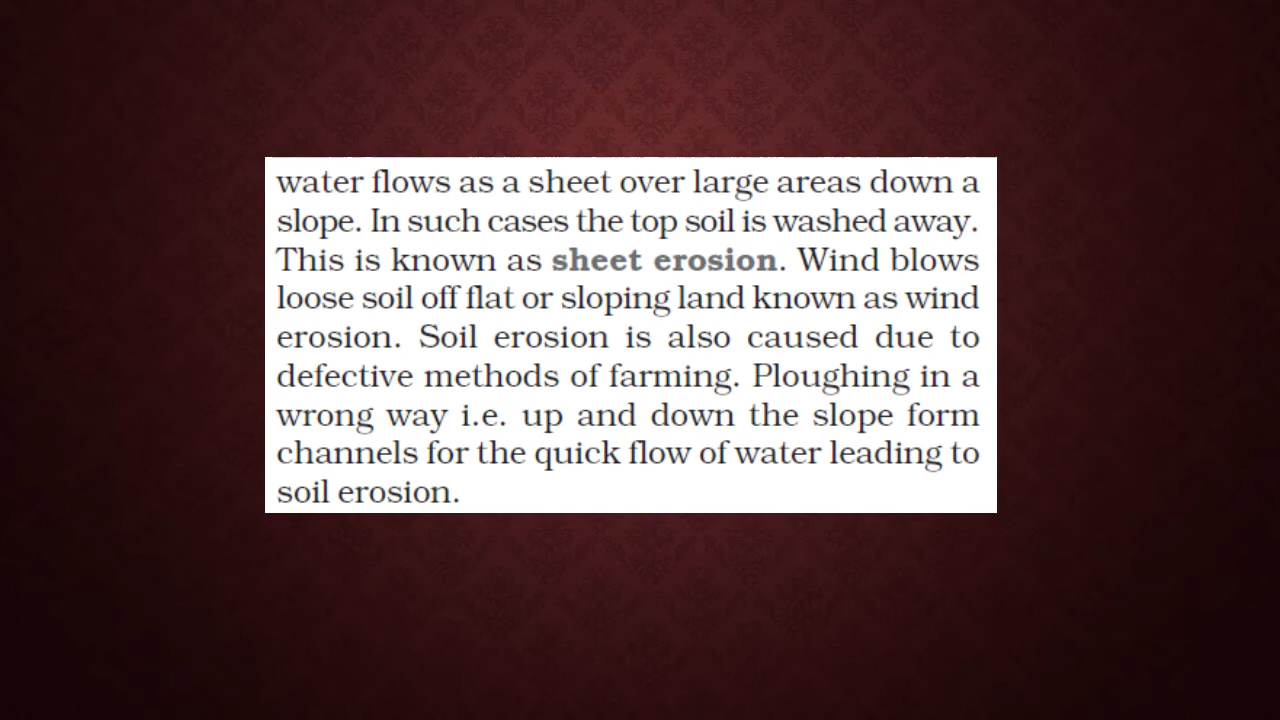 water flows as a sheet over large areas down a
slope. In such cases the top soil is washed away.
This is known as sheet erosion. Wind blows
loose soil off flat or sloping land known as wind
erosion. Soil erosion is also caused due to
defective methods of farming. Ploughing in a
wrong way i.e. up and down the slope form
channels for the quick flow of water leading to
soil erosion.